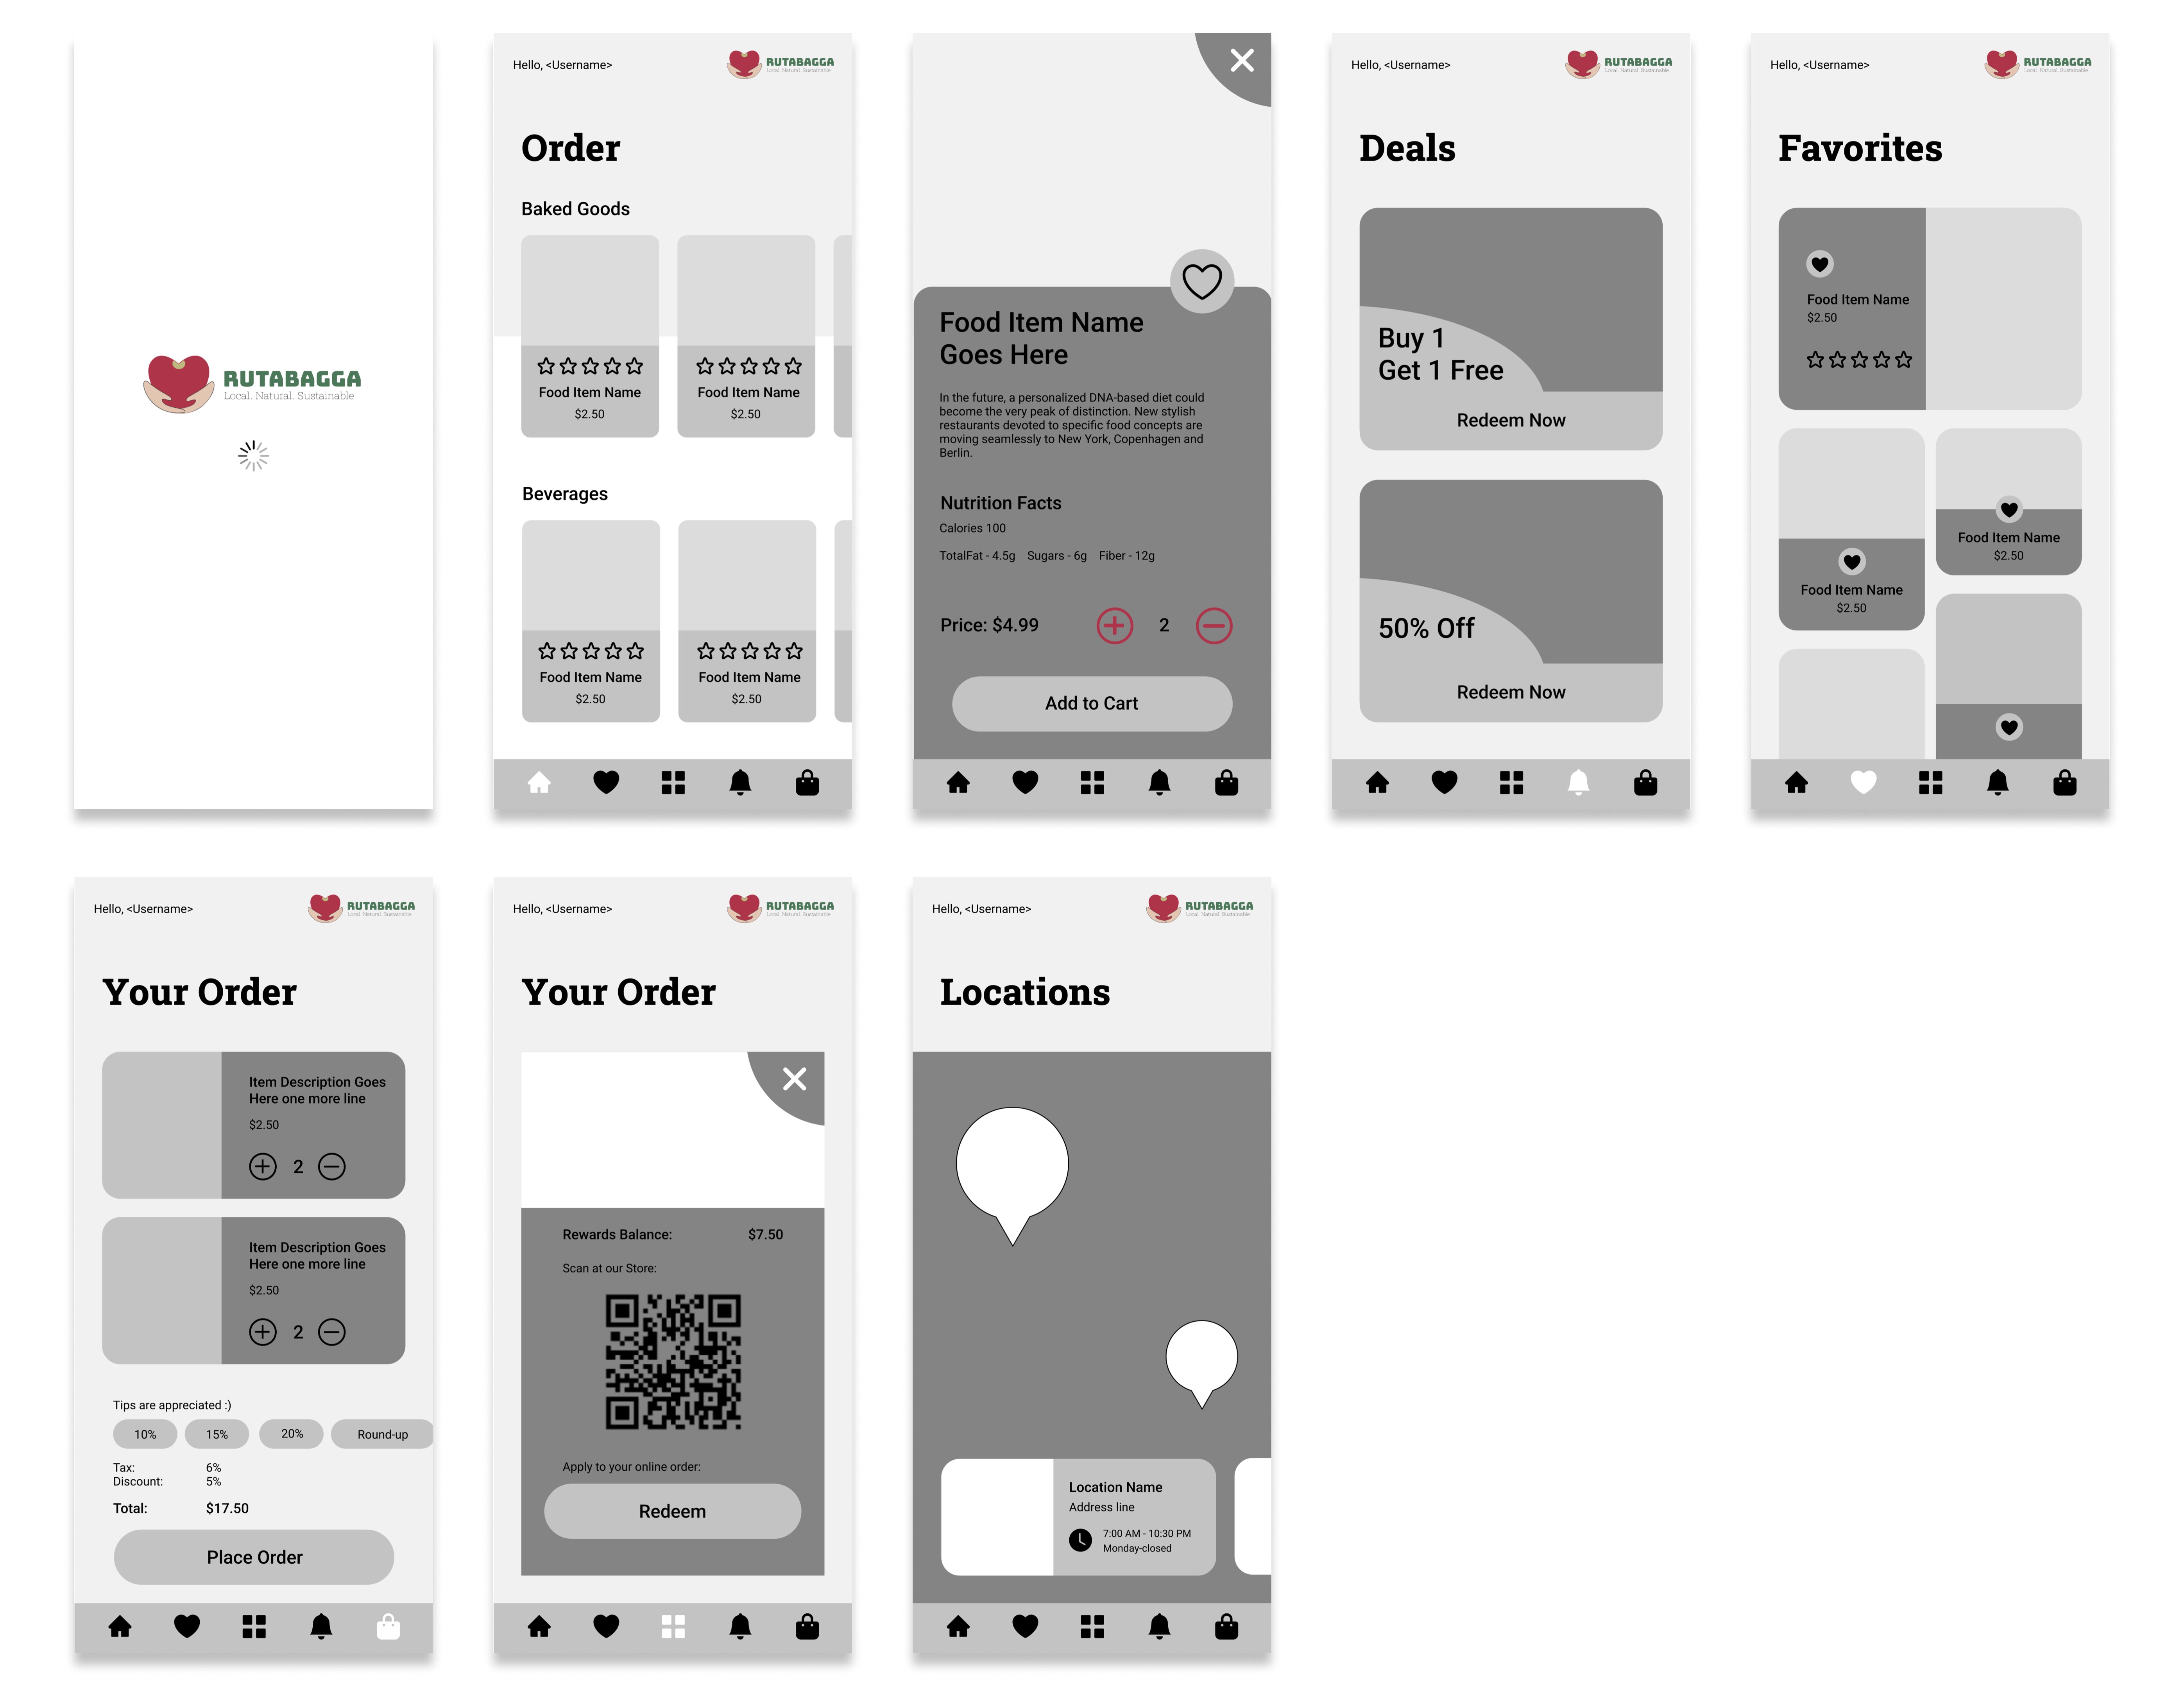 RUTABAGGA
Local. Natural. Sustainable
Hello, <Username>
RUTABAGGA
Local. Natural. Sustainable
Order
Baked Goods
Food Item Name
$2.50
Food Item Name
$2.50
Beverages
Food Item Name
$2.50
Food Item Name
$2.50
Food Item Name
Goes Here
In the future, a personalized DNA-based diet could
become the very peak of distinction. New stylish
restaurants devoted to specific food concepts are
moving seamlessly to New York, Copenhagen and
Berlin.
Nutrition Facts
Calories 100
TotalFat - 4.5g Sugars - 6g Fiber - 12g
Price: $4.99 2
Add to Cart
Hello, <Username>
RUTABAGGA
Local. Natural. Sustainable
Deals
Buy 1
Get 1 Free
Redeem Now
50% Off
Redeem Now
Hello, <Username>
RUTABAGGA
Local. Natural. Sustainable
Favorites
Food Item Name
$2.50
Food Item Name
$2.50
Food Item Name
$2.50
Hello, <Username>
RUTABAGGA
Local. Natural. Sustainable
Your Order
Item Description Goes
Here one more line
$2.50
2
Item Description Goes
Here one more line
$2.50
2
Tips are appreciated :)
10% 15% 20% Round-up
Tax: 6%
Discount: 5%
Total: $17.50
Place Order
Hello, <Username>
RUTABAGGA
Local. Natural. Sustainable
Your Order
Rewards Balance: $7.50
Scan at our Store:
Apply to your online order:
Redeem
Hello, <Username>
RUTABAGGA
Local. Natural. Sustainable
Locations
Location Name
Address line
7:00 AM - 10:30 PM
Monday-closed